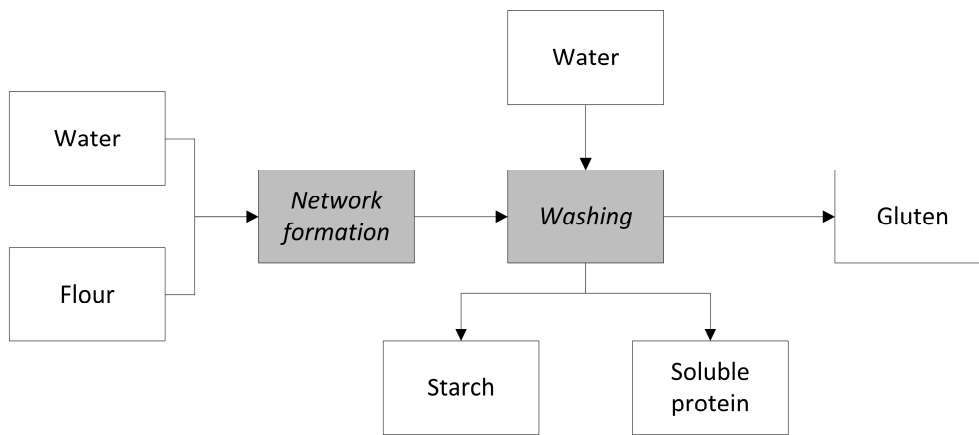 Water
Water
Network
formation
Washing
Gluten
Flour
Starch
Soluble
protein